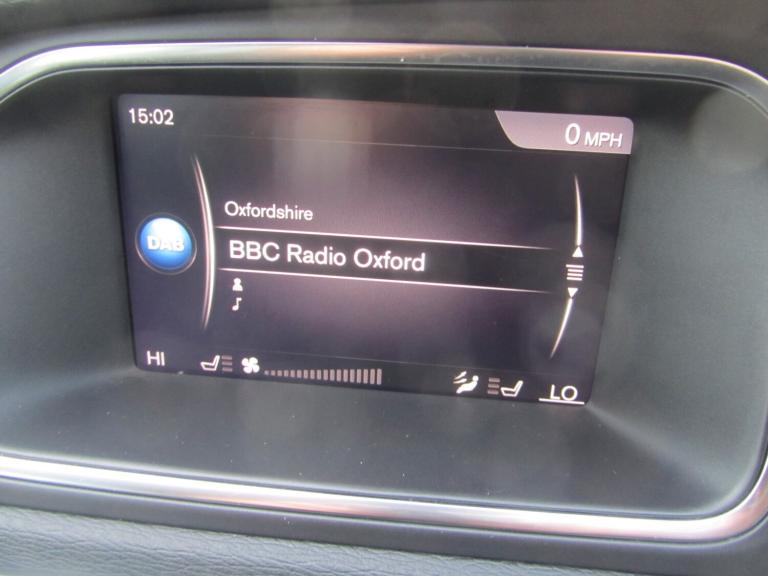 15:02
0 MPH
Oxfordshire
DAB
BBC Radio Oxford
HI
LO